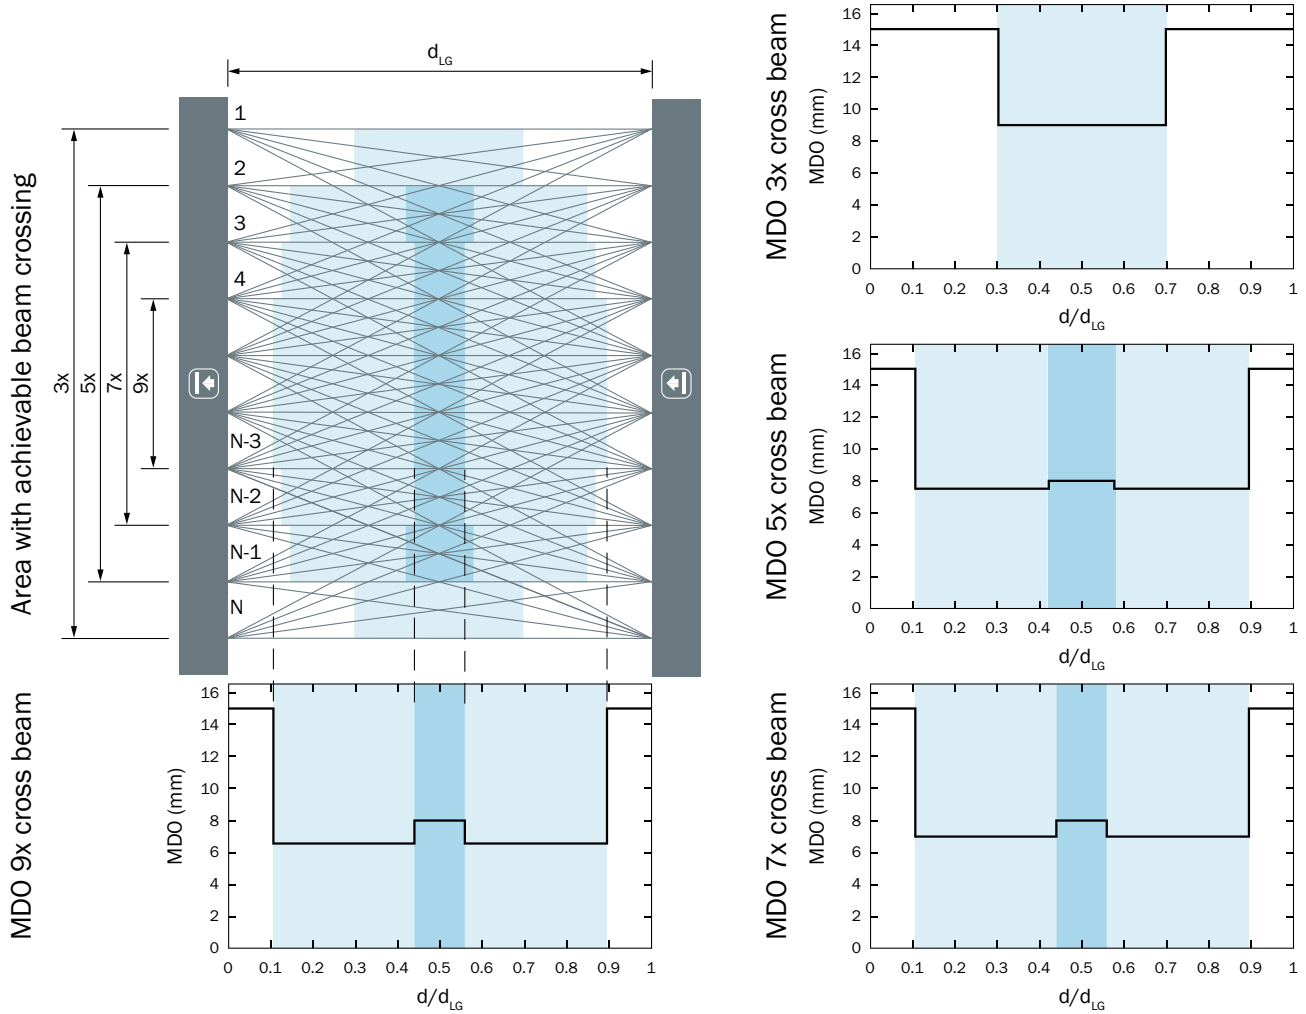 d_LG
Area with achievable beam crossing
3x
5x
7x
9x
1
2
3
4
N-3
N-2
N-1
N
MDO 3x cross beam
MDO (mm)
16
14
12
10
8
6
4
2
0
0 0.1 0.2 0.3 0.4 0.5 0.6 0.7 0.8 0.9 1
d/d_LG
MDO 5x cross beam
MDO (mm)
16
14
12
10
8
6
4
2
0
0 0.1 0.2 0.3 0.4 0.5 0.6 0.7 0.8 0.9 1
d/d_LG
MDO 9x cross beam
MDO (mm)
16
14
12
10
8
6
4
2
0
0 0.1 0.2 0.3 0.4 0.5 0.6 0.7 0.8 0.9 1
d/d_LG
MDO 7x cross beam
MDO (mm)
16
14
12
10
8
6
4
2
0
0 0.1 0.2 0.3 0.4 0.5 0.6 0.7 0.8 0.9 1
d/d_LG